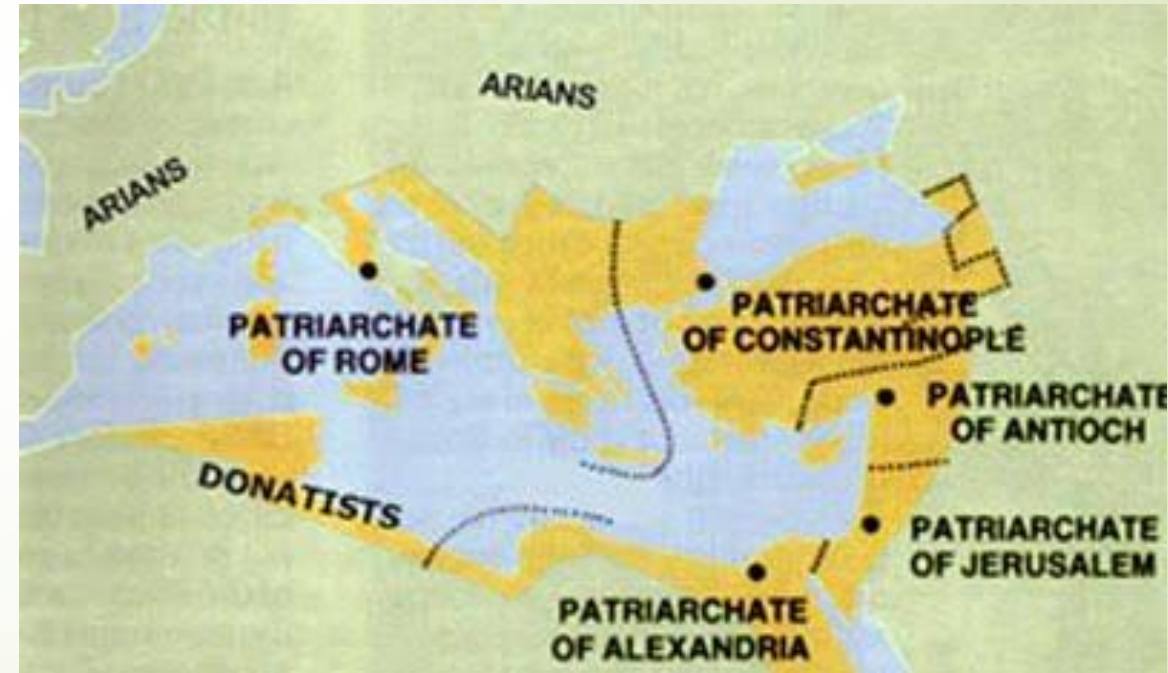 ARIANS
ARIANS
PATRIARCHATE
OF ROME
PATRIARCHATE
OF CONSTANTINOPLE
PATRIARCHATE
OF ANTIOCH
DONATISTS
PATRIARCHATE
OF JERUSALEM
PATRIARCHATE
OF ALEXANDRIA